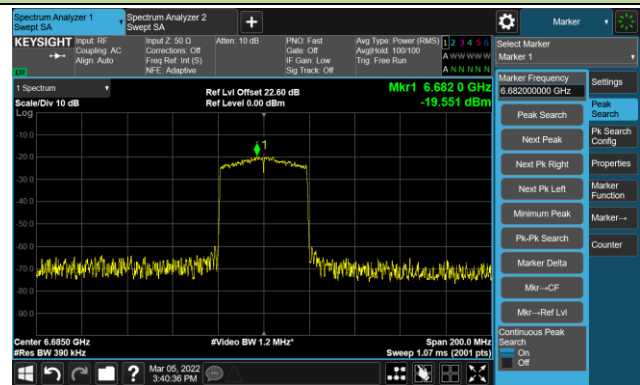 Spectrum Analyzer 1
Swept SA
Spectrum Analyzer 2
Swept SA
+
Marker
KEYSIGHT
Input: RF
Coupling: AC
Align: Auto
Input Z: 50 Ω
Corrections: Off
Freq Ref: Int (S)
NFE: Adaptive
Atten: 10 dB
PNO: Fast
Gate: Off
IF Gain: Low
Sig Track: Off
Avg Type: Power (RMS)
Avg|Hold: 100/100
Trig: Free Run
1 2 3 4 5 6
A W W W W W
A N N N N N
Select Marker
Marker 1
1 Spectrum
Scale/Div 10 dB
Log
Ref Lvl Offset 22.60 dB
Ref Level 0.00 dBm
Mkr1 6.682 0 GHz
-19.551 dBm
1
-10.0
-20.0
-30.0
-40.0
-50.0
-60.0
-70.0
-80.0
-90.0
Center 6.6850 GHz
#Res BW 390 kHz
#Video BW 1.2 MHz*
Span 200.0 MHz
Sweep 1.07 ms (2001 pts)
Marker Frequency
6.682000000 GHz
Peak Search
Next Peak
Next Pk Right
Next Pk Left
Minimum Peak
Pk-Pk Search
Marker Delta
Mkr→CF
Mkr→Ref Lvl
Continuous Peak
Search
On
Off
Settings
Peak
Search
Pk Search
Config
Properties
Marker
Function
Marker→
Counter
?
Mar 05, 2022
3:40:36 PM